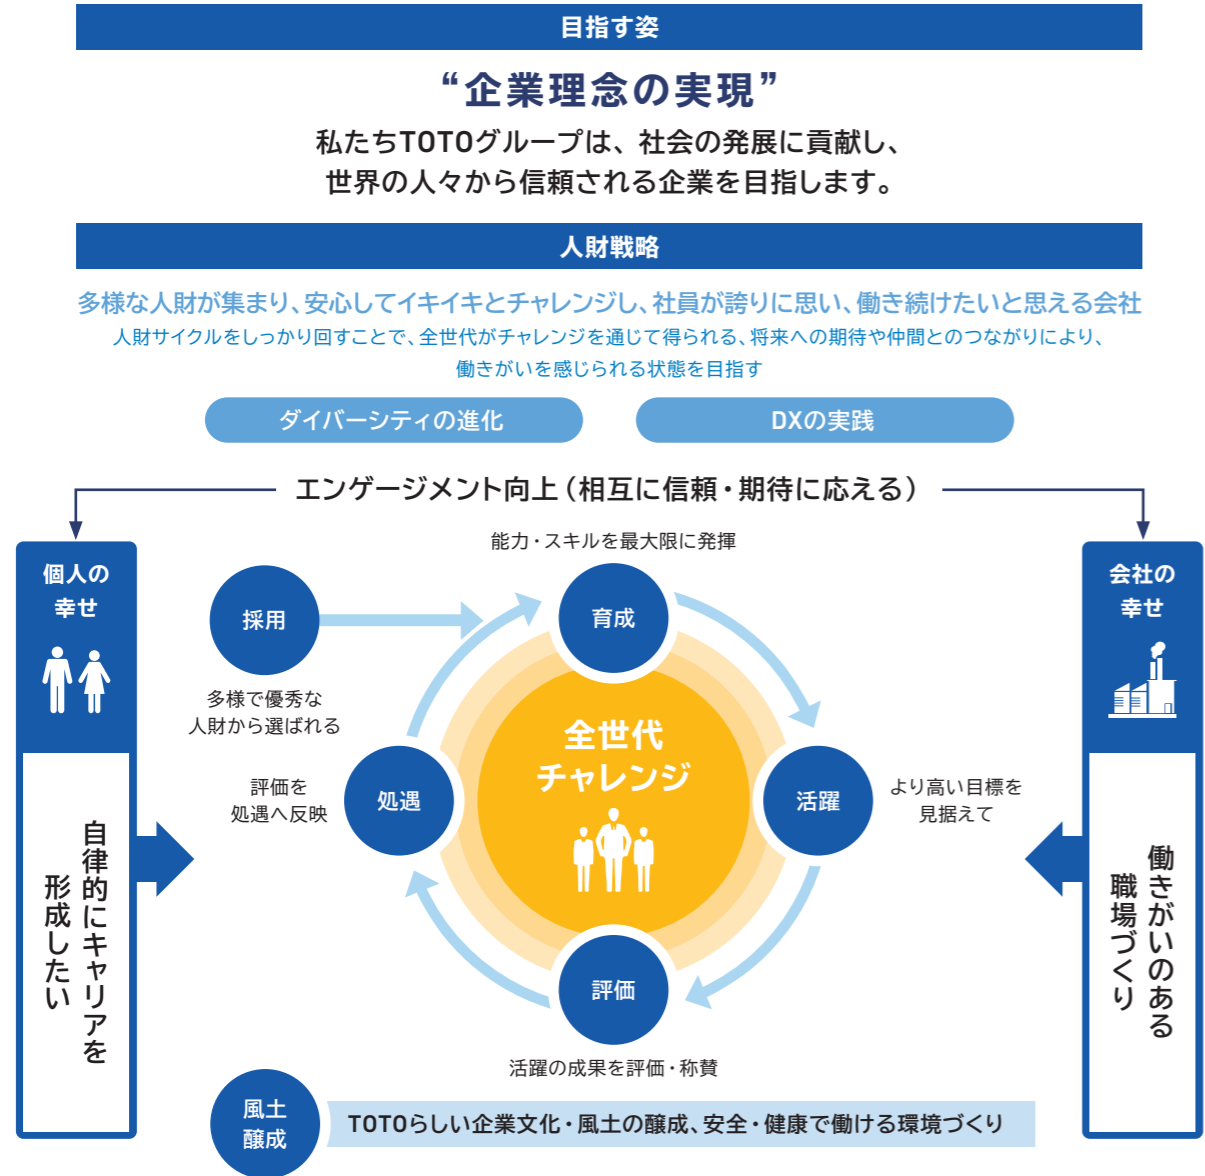 目指す姿
“企業理念の実現”
私たちTOTOグループは、社会の発展に貢献し、
世界の人々から信頼される企業を目指します。
人財戦略
多様な人財が集まり、安心してイキイキとチャレンジし、社員が誇りに思い、働き続けたいと思える会社
人財サイクルをしっかり回すことで、全世代がチャレンジを通じて得られる、将来への期待や仲間とのつながりにより、
働きがいを感じられる状態を目指す
ダイバーシティの進化
DXの実践
エンゲージメント向上（相互に信頼・期待に応える）
個人の
幸せ
自律的にキャリアを
形成したい
採用
多様で優秀な
人財から選ばれる
能力・スキルを最大限に発揮
育成
全世代
チャレンジ
活躍
より高い目標を
見据えて
評価
活躍の成果を評価・称賛
処遇
評価を
処遇へ反映
会社の
幸せ
働きがいのある
職場づくり
風土
醸成
TOTOらしい企業文化・風土の醸成、安全・健康で働ける環境づくり